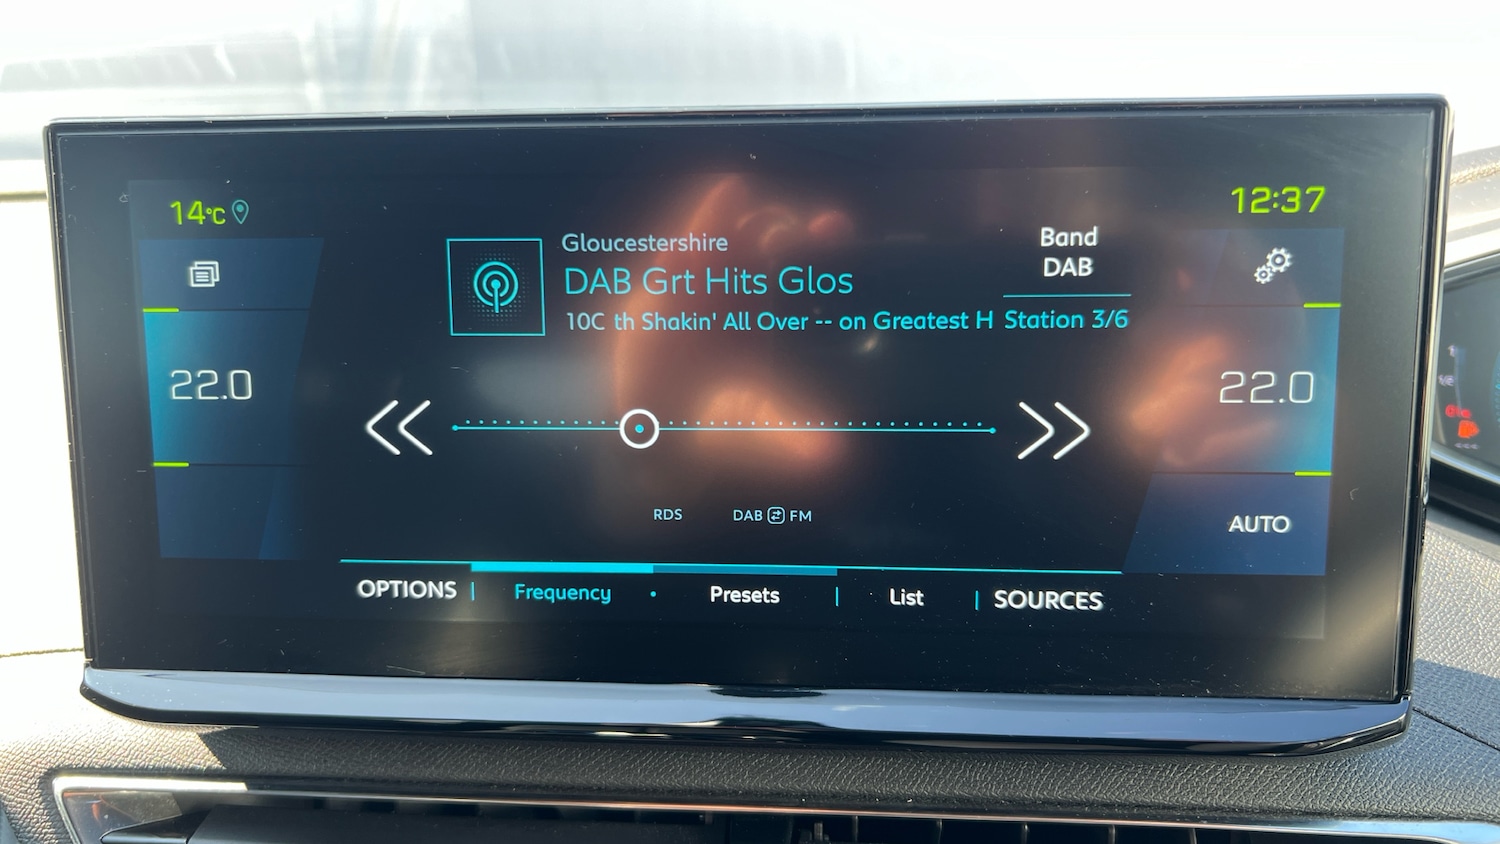 14°C
12:37
Gloucestershire
DAB Grt Hits Glos
10C th Shakin' All Over -- on Greatest H
Band
DAB
Station 3/6
22.0
22.0
RDS
DAB FM
AUTO
OPTIONS
Frequency
Presets
List
SOURCES